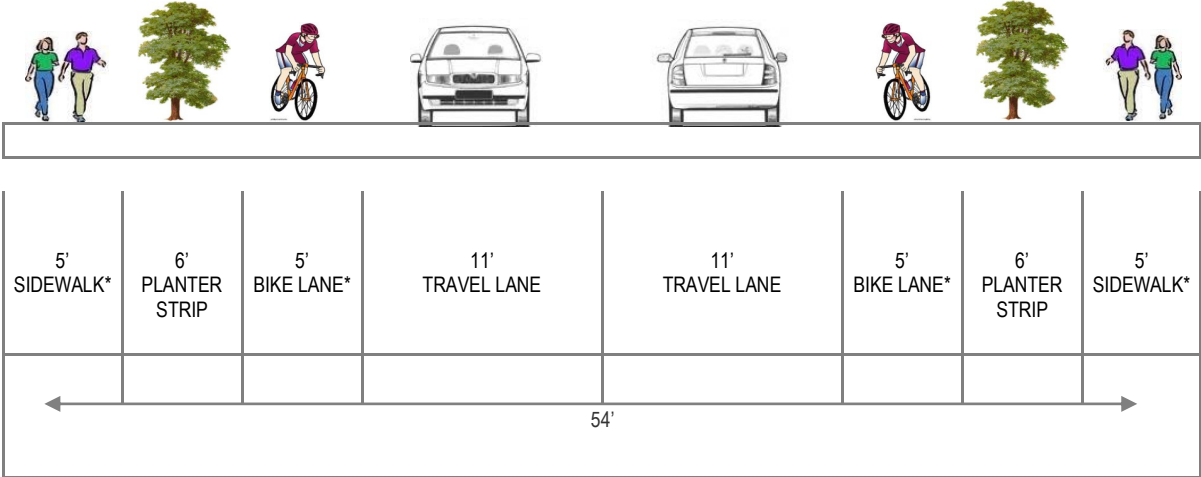 5’
SIDEWALK*
6’
PLANTER
STRIP
5’
BIKE LANE*
11’
TRAVEL LANE
11’
TRAVEL LANE
5’
BIKE LANE*
6’
PLANTER
STRIP
5’
SIDEWALK*
54’